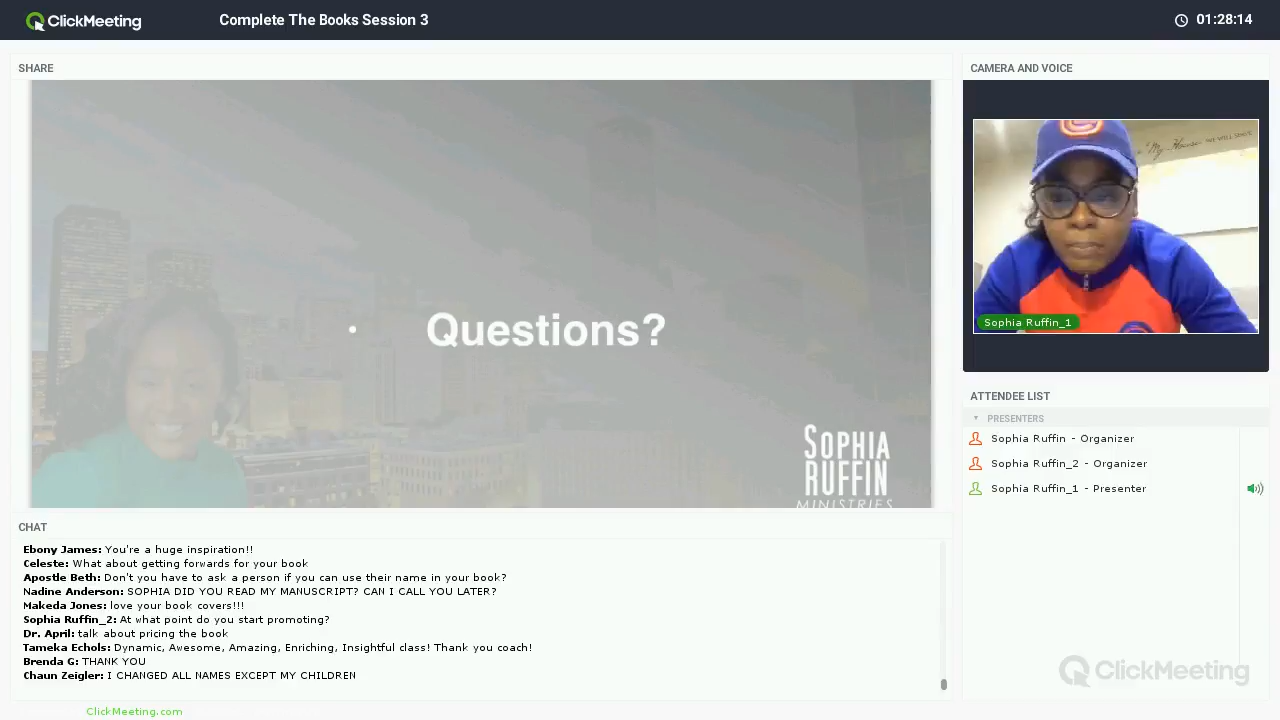 ClickMeeting
Complete The Books Session 3
01:28:14
SHARE
CAMERA AND VOICE
My House WE WILL SERVE
Sophia Ruffin_1
Questions?
SOPHIA
RUFFIN
MINISTRIES
ATTENDEE LIST
PRESENTERS
Sophia Ruffin - Organizer
Sophia Ruffin_2 - Organizer
Sophia Ruffin_1 - Presenter
CHAT
Ebony James: You're a huge inspiration!!
Celeste: What about getting forwards for your book
Apostle Beth: Don't you have to ask a person if you can use their name in your book?
Nadine Anderson: SOPHIA DID YOU READ MY MANUSCRIPT? CAN I CALL YOU LATER?
Makeda Jones: love your book covers!!!
Sophia Ruffin_2: At what point do you start promoting?
Dr. April: talk about pricing the book
Tameka Echols: Dynamic, Awesome, Amazing, Enriching, Insightful class! Thank you coach!
Brenda G: THANK YOU
Chaun Zeigler: I CHANGED ALL NAMES EXCEPT MY CHILDREN
ClickMeeting
ClickMeeting.com